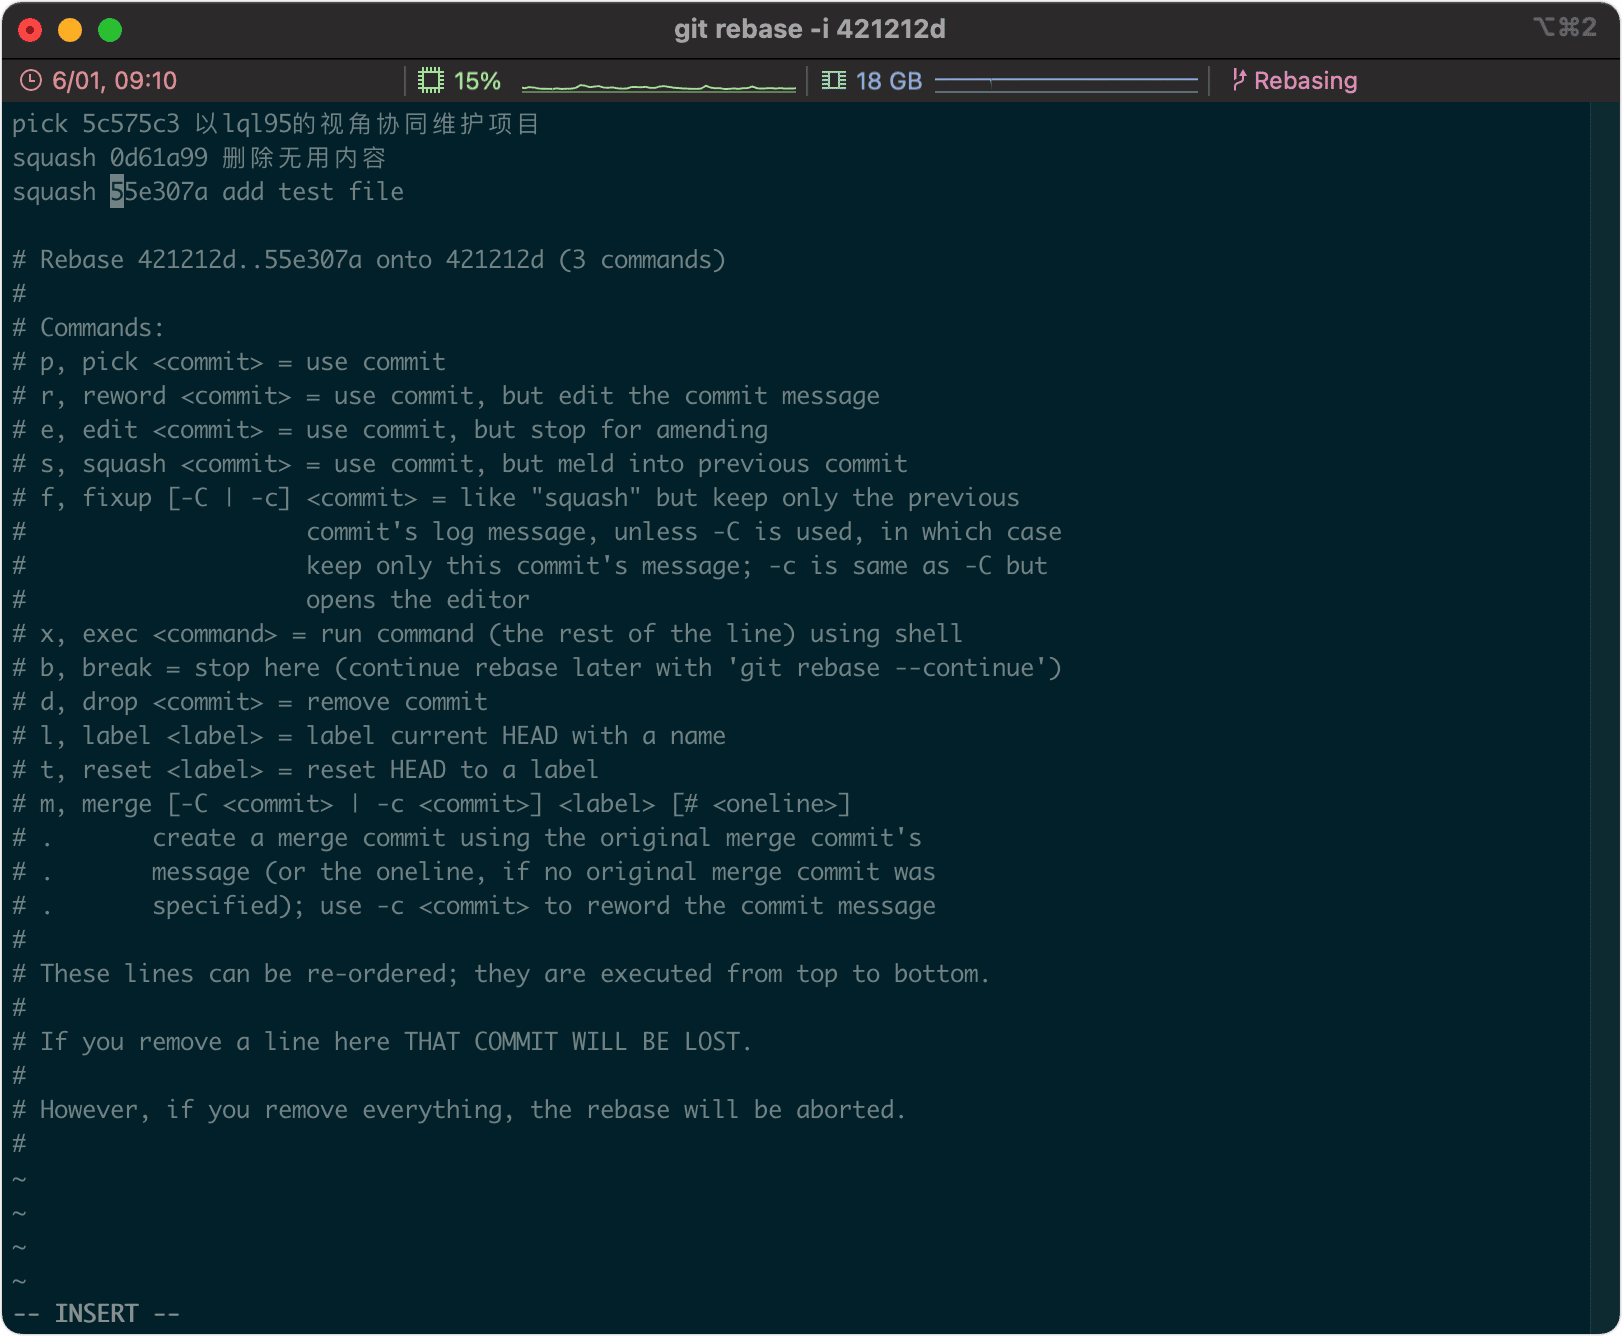 git rebase -i 421212d
⌥⌘2
6/01, 09:10
15%
18 GB
Rebasing
pick 5c575c3 以lql95的视角协同维护项目
squash 0d61a99 删除无用内容
squash 55e307a add test file
# Rebase 421212d..55e307a onto 421212d (3 commands)
#
# Commands:
# p, pick <commit> = use commit
# r, reword <commit> = use commit, but edit the commit message
# e, edit <commit> = use commit, but stop for amending
# s, squash <commit> = use commit, but meld into previous commit
# f, fixup [-C | -c] <commit> = like "squash" but keep only the previous
#                    commit's log message, unless -C is used, in which case
#                    keep only this commit's message; -c is same as -C but
#                    opens the editor
# x, exec <command> = run command (the rest of the line) using shell
# b, break = stop here (continue rebase later with 'git rebase --continue')
# d, drop <commit> = remove commit
# l, label <label> = label current HEAD with a name
# t, reset <label> = reset HEAD to a label
# m, merge [-C <commit> | -c <commit>] <label> [# <oneline>]
# .       create a merge commit using the original merge commit's
# .       message (or the oneline, if no original merge commit was
# .       specified); use -c <commit> to reword the commit message
#
# These lines can be re-ordered; they are executed from top to bottom.
#
# If you remove a line here THAT COMMIT WILL BE LOST.
#
# However, if you remove everything, the rebase will be aborted.
#
~
~
~
~
-- INSERT --